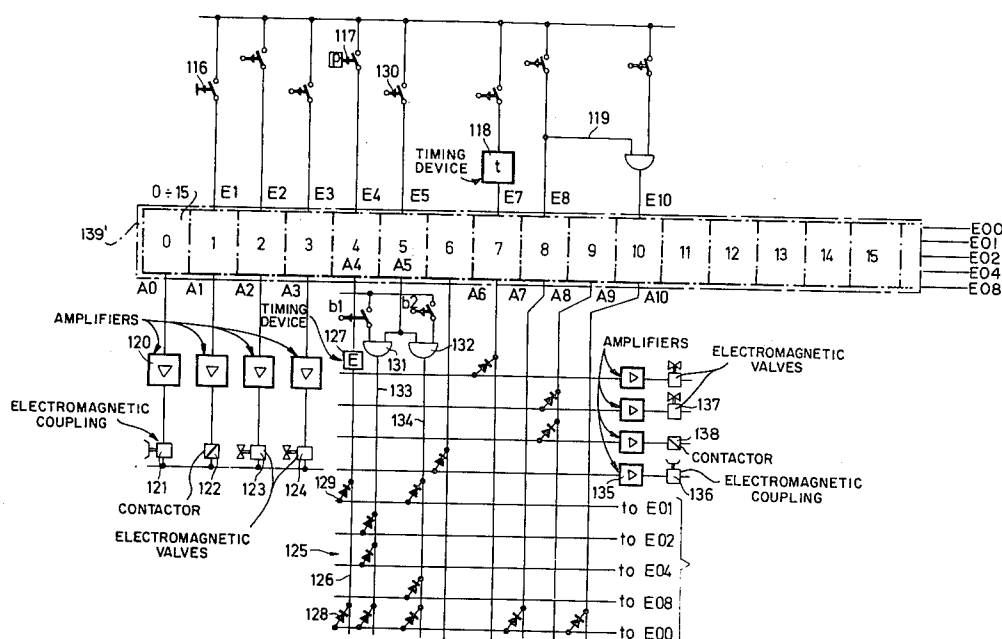 116
117
p
130
119
118
t
TIMING
DEVICE
0÷15
E1
E2
E3
E4
E5
E7
E8
E10
139'
0
1
2
3
4
5
6
7
8
9
10
11
12
13
14
15
E00
E01
E02
E04
E08
A0
A1
A2
A3
A4
A5
A6
A7
A8
A9
A10
TIMING
DEVICE
b1
b2
127
E
131
132
AMPLIFIERS
120
133
134
AMPLIFIERS
ELECTROMAGNETIC
VALVES
137
138
CONTACTOR
135
136
ELECTROMAGNETIC
COUPLING
ELECTROMAGNETIC
COUPLING
121
122
123
124
CONTACTOR
ELECTROMAGNETIC
VALVES
129
125
126
128
to E01
to E02
to E04
to E08
to E00